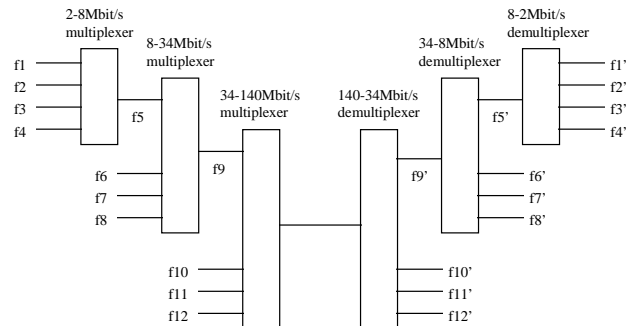 2-8Mbit/s
multiplexer
8-34Mbit/s
multiplexer
34-140Mbit/s
multiplexer
140-34Mbit/s
demultiplexer
34-8Mbit/s
demultiplexer
8-2Mbit/s
demultiplexer
f1
f2
f3
f4
f5
f6
f7
f8
f9
f10
f11
f12
f1’
f2’
f3’
f4’
f5’
f6’
f7’
f8’
f9’
f10’
f11’
f12’